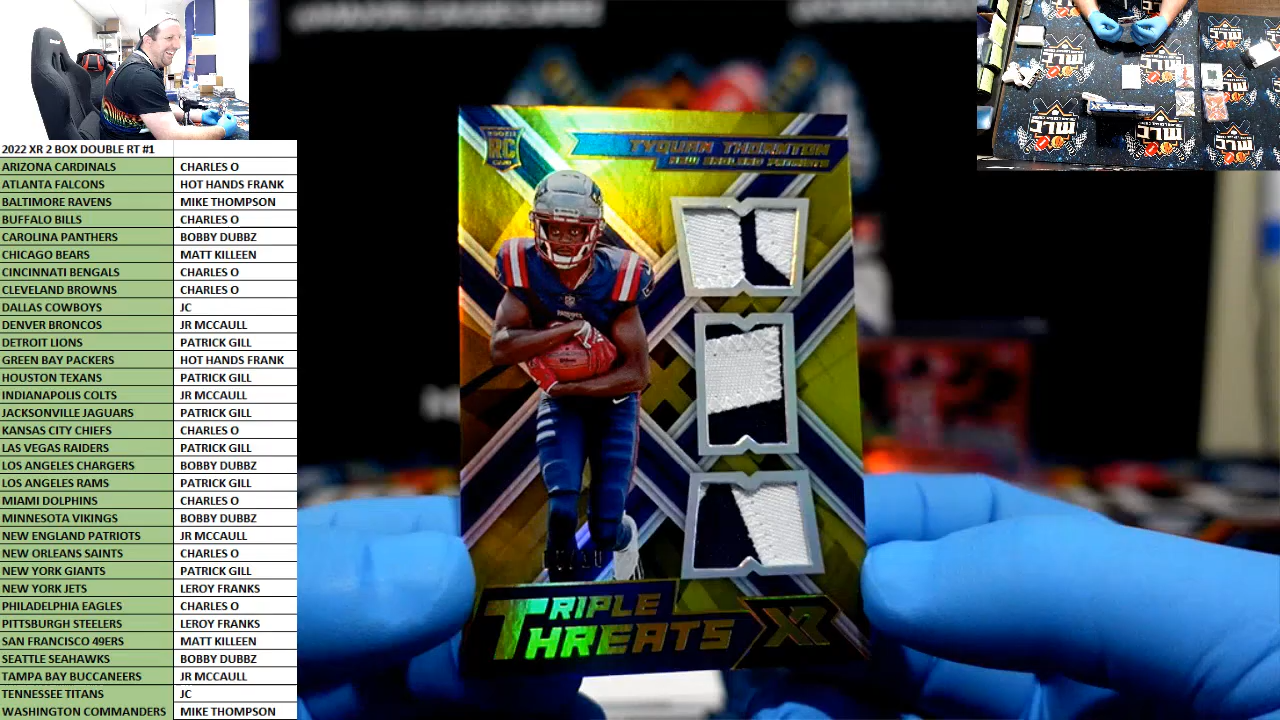 2022 XR 2 BOX DOUBLE RT #1
ARIZONA CARDINALS CHARLES O
ATLANTA FALCONS HOT HANDS FRANK
BALTIMORE RAVENS MIKE THOMPSON
BUFFALO BILLS CHARLES O
CAROLINA PANTHERS BOBBY DUBBZ
CHICAGO BEARS MATT KILLEEN
CINCINNATI BENGALS CHARLES O
CLEVELAND BROWNS CHARLES O
DALLAS COWBOYS JC
DENVER BRONCOS JR MCCAULL
DETROIT LIONS PATRICK GILL
GREEN BAY PACKERS HOT HANDS FRANK
HOUSTON TEXANS PATRICK GILL
INDIANAPOLIS COLTS JR MCCAULL
JACKSONVILLE JAGUARS PATRICK GILL
KANSAS CITY CHIEFS CHARLES O
LAS VEGAS RAIDERS PATRICK GILL
LOS ANGELES CHARGERS BOBBY DUBBZ
LOS ANGELES RAMS PATRICK GILL
MIAMI DOLPHINS CHARLES O
MINNESOTA VIKINGS BOBBY DUBBZ
NEW ENGLAND PATRIOTS JR MCCAULL
NEW ORLEANS SAINTS CHARLES O
NEW YORK GIANTS PATRICK GILL
NEW YORK JETS LEROY FRANKS
PHILADELPHIA EAGLES CHARLES O
PITTSBURGH STEELERS LEROY FRANKS
SAN FRANCISCO 49ERS MATT KILLEEN
SEATTLE SEAHAWKS BOBBY DUBBZ
TAMPA BAY BUCCANEERS JR MCCAULL
TENNESSEE TITANS JC
WASHINGTON COMMANDERS MIKE THOMPSON
RC
TYQUAN THORNTON
NEW ENGLAND PATRIOTS
PATRIOTS
TRIPLE
THREATS XR